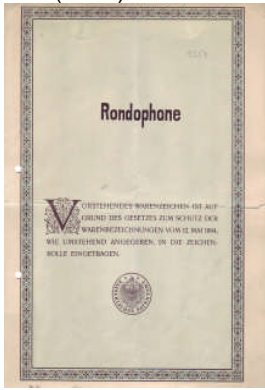 Rondophone
VORSTEHENDES WARENZEICHEN IST AUF
GRUND DES GESETZES ZUM SCHUTZ DER
WARENBEZEICHNUNGEN VOM 12. MAI 1894,
WIE UMSTEHEND ANGEGEBEN, IN DIE ZEICHEN-
ROLLE EINGETRAGEN.